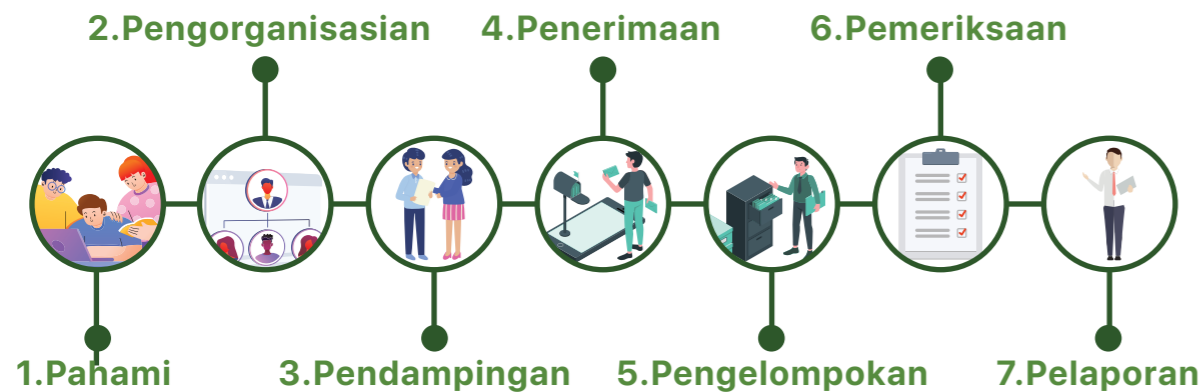 2.Pengorganisasian
4.Penerimaan
6.Pemeriksaan
1.Pahami
3.Pendampingan
5.Pengelompokan
7.Pelaporan